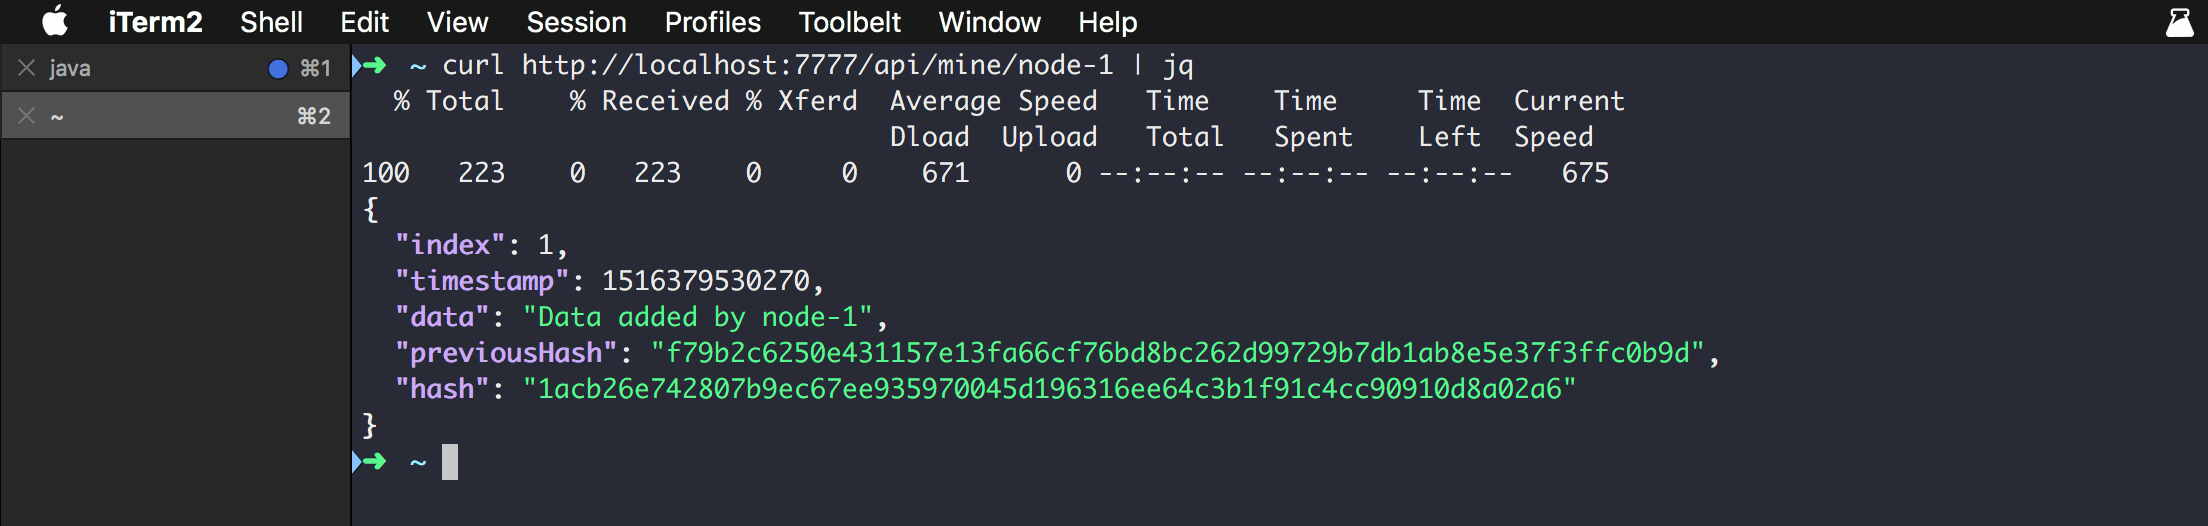 iTerm2 Shell Edit View Session Profiles Toolbelt Window Help
java ⌘1
~ ⌘2
➜ ~ curl http://localhost:7777/api/mine/node-1 | jq
% Total % Received % Xferd Average Speed Time Time Time Current
Dload Upload Total Spent Left Speed
100 223 0 223 0 0 671 0 --:--:-- --:--:-- --:--:-- 675
{
"index": 1,
"timestamp": 1516379530270,
"data": "Data added by node-1",
"previousHash": "f79b2c6250e431157e13fa66cf76bd8bc262d99729b7db1ab8e5e37f3ffc0b9d",
"hash": "1acb26e742807b9ec67ee935970045d196316ee64c3b1f91c4cc90910d8a02a6"
}
➜ ~